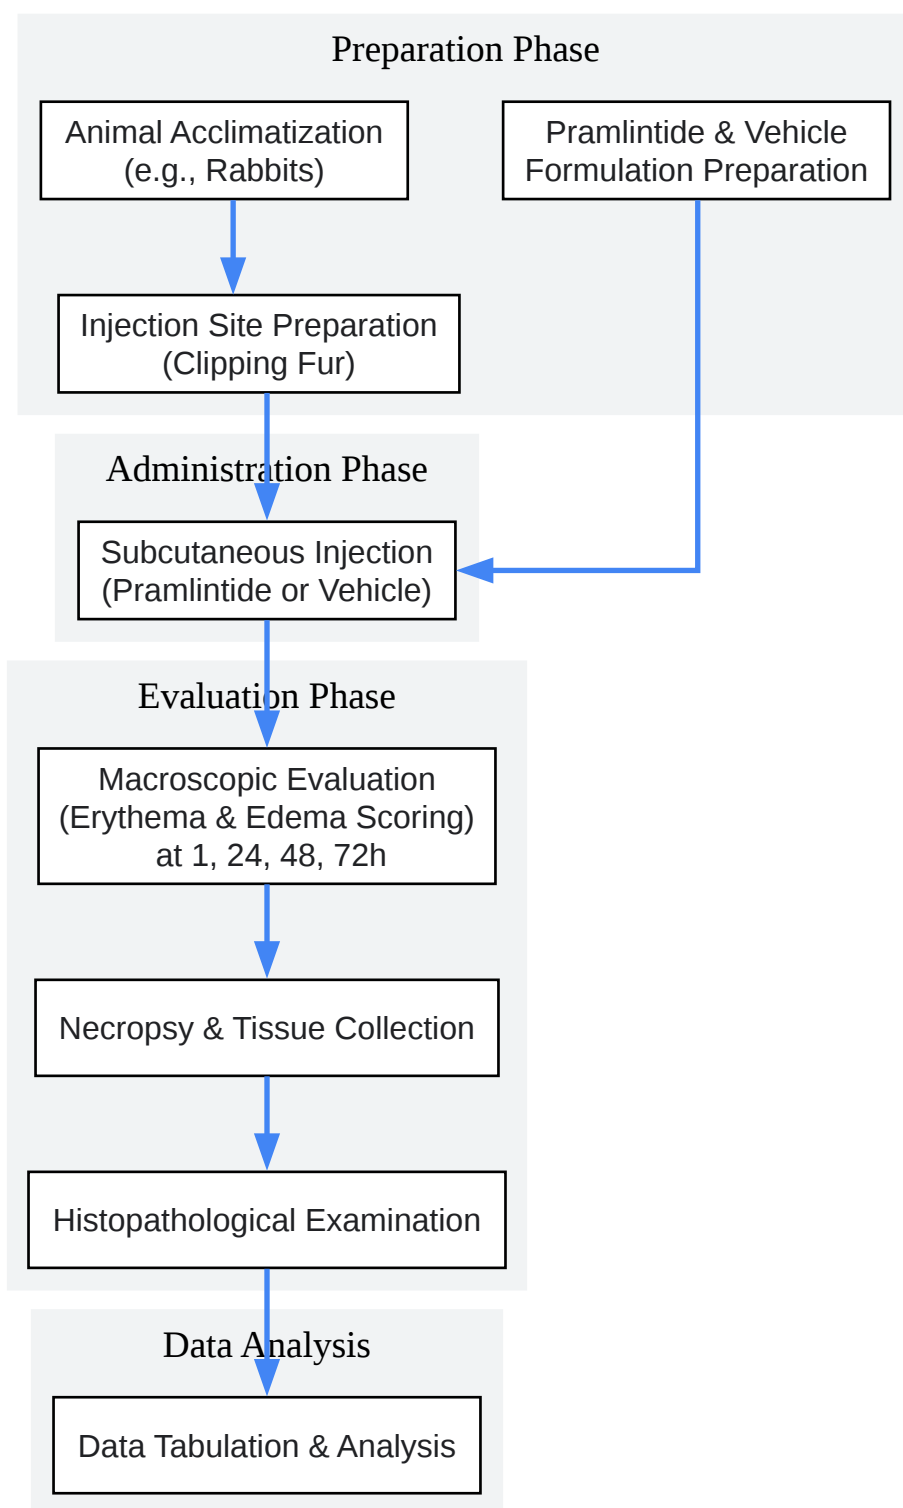 Preparation Phase
Animal Acclimatization
(e.g., Rabbits)
Pramlintide & Vehicle
Formulation Preparation
Injection Site Preparation
(Clipping Fur)
Administration Phase
Subcutaneous Injection
(Pramlintide or Vehicle)
Evaluation Phase
Macroscopic Evaluation
(Erythema & Edema Scoring)
at 1, 24, 48, 72h
Necropsy & Tissue Collection
Histopathological Examination
Data Analysis
Data Tabulation & Analysis